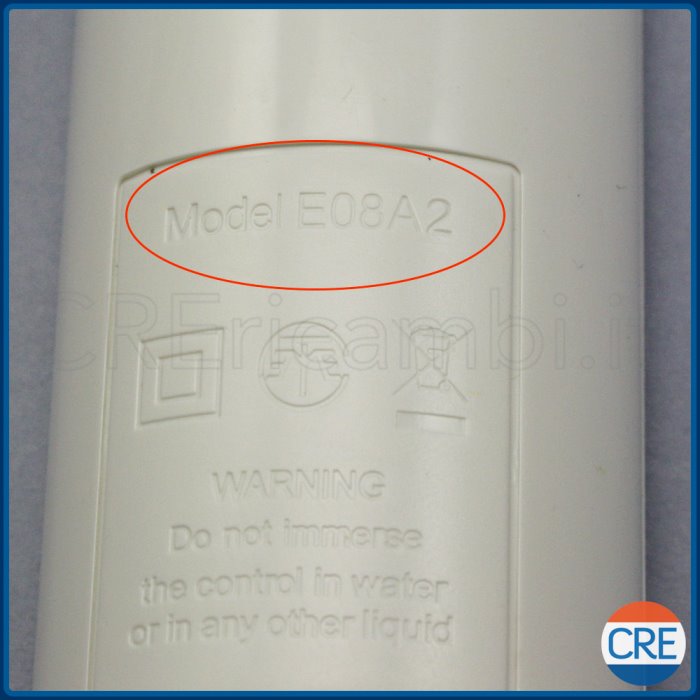 Model E08A2
CREricambi.it
WARNING
Do not immerse
the control in water
or in any other liquid
CRE